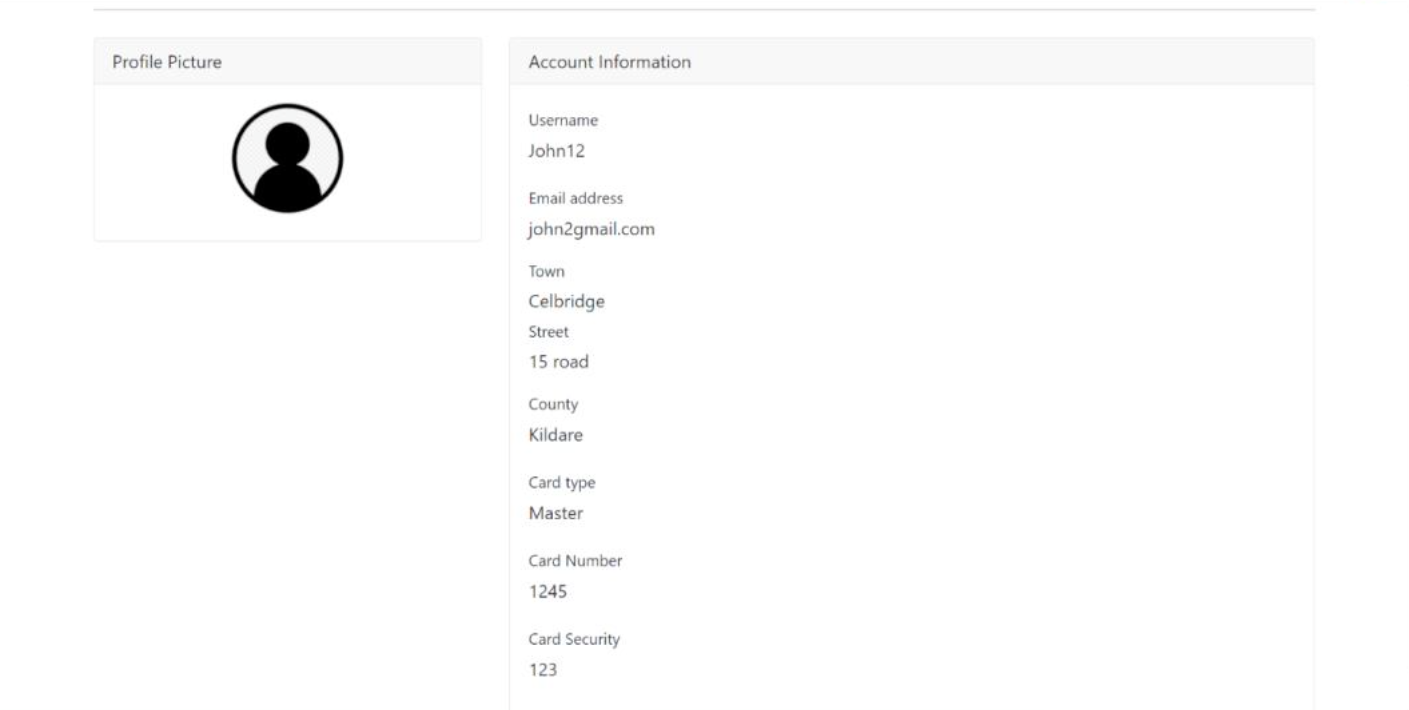 Profile Picture
Account Information
Username
John12
Email address
john2gmail.com
Town
Celbridge
Street
15 road
County
Kildare
Card type
Master
Card Number
1245
Card Security
123